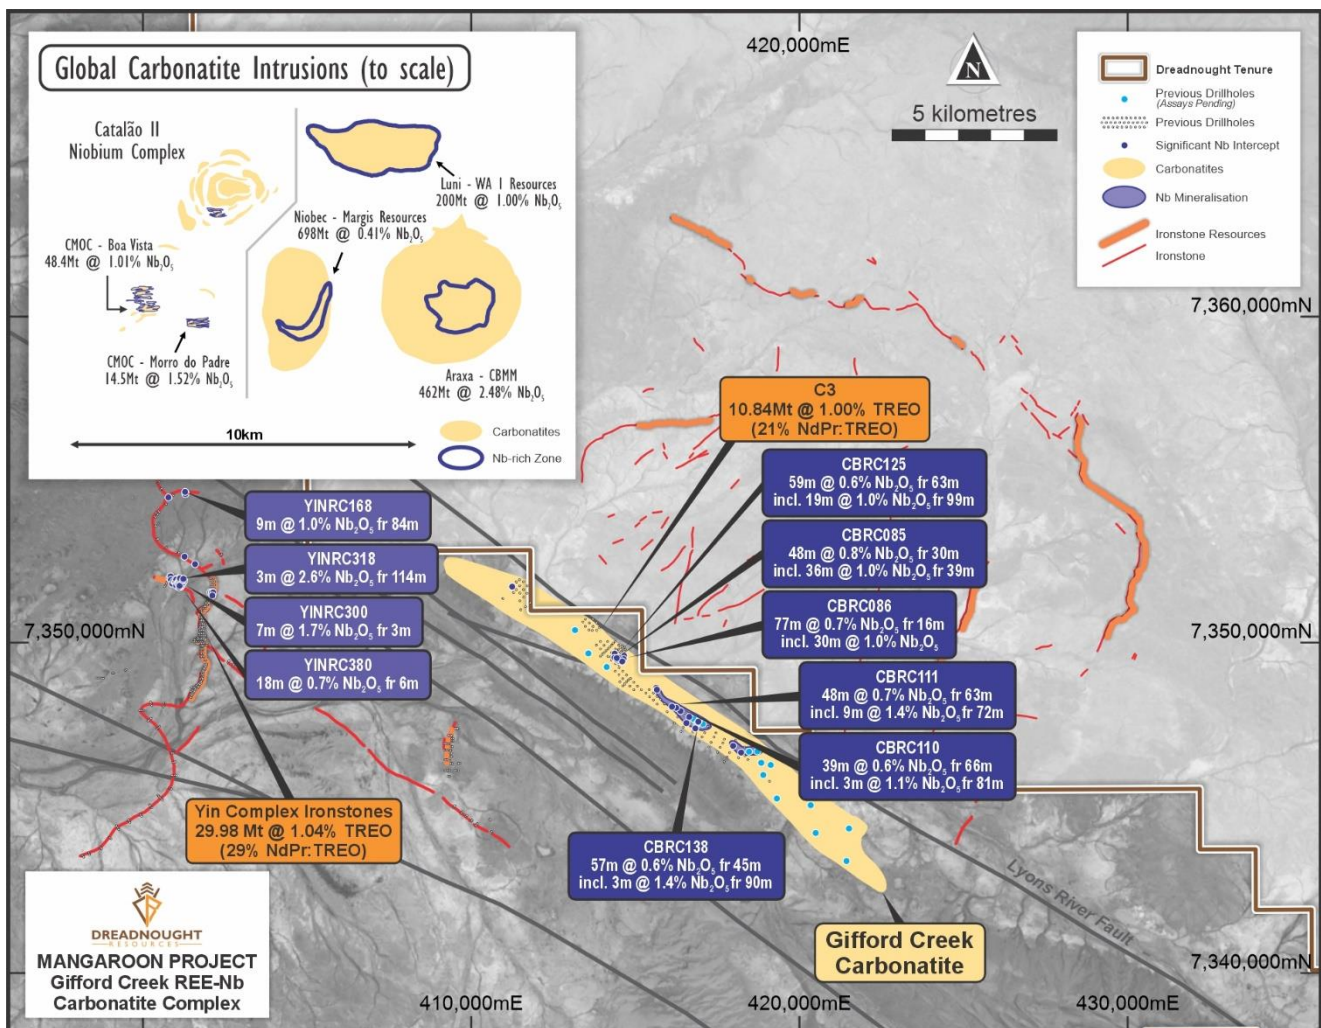 Global Carbonatite Intrusions (to scale)
Catalão II
Niobium Complex
Luni - WA 1 Resources
200Mt @ 1.00% Nb₂O₅
Niobec - Margis Resources
698Mt @ 0.41% Nb₂O₅
CMOC - Boa Vista
48.4Mt @ 1.01% Nb₂O₅
CMOC - Morro do Padre
14.5Mt @ 1.52% Nb₂O₅
Araxa - CBMM
462Mt @ 2.48% Nb₂O₅
10km
Carbonatites
Nb-rich Zone
420,000mE
N
5 kilometres
Dreadnought Tenure
Previous Drillholes
(Assays Pending)
Previous Drillholes
Significant Nb Intercept
Carbonatites
Nb Mineralisation
Ironstone Resources
Ironstone
7,360,000mN
C3
10.84Mt @ 1.00% TREO
(21% NdPr:TREO)
CBRC125
59m @ 0.6% Nb₂O₅ fr 63m
incl. 19m @ 1.0% Nb₂O₅ fr 99m
CBRC085
48m @ 0.8% Nb₂O₅ fr 30m
incl. 36m @ 1.0% Nb₂O₅ fr 39m
CBRC086
77m @ 0.7% Nb₂O₅ fr 16m
incl. 30m @ 1.0% Nb₂O₅
CBRC111
48m @ 0.7% Nb₂O₅ fr 63m
incl. 9m @ 1.4% Nb₂O₅ fr 72m
CBRC110
39m @ 0.6% Nb₂O₅ fr 66m
incl. 3m @ 1.1% Nb₂O₅ fr 81m
YINRC168
9m @ 1.0% Nb₂O₅ fr 84m
YINRC318
3m @ 2.6% Nb₂O₅ fr 114m
YINRC300
7m @ 1.7% Nb₂O₅ fr 3m
YINRC380
18m @ 0.7% Nb₂O₅ fr 6m
7,350,000mN
7,350,000mN
Yin Complex Ironstones
29.98 Mt @ 1.04% TREO
(29% NdPr:TREO)
CBRC138
57m @ 0.6% Nb₂O₅ fr 45m
incl. 3m @ 1.4% Nb₂O₅ fr 90m
Lyons River Fault
Gifford Creek
Carbonatite
DREADNOUGHT
RESOURCES
MANGAROON PROJECT
Gifford Creek REE-Nb
Carbonatite Complex
7,340,000mN
410,000mE
420,000mE
430,000mE